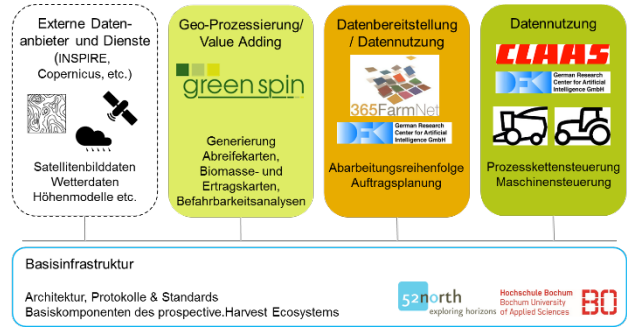 Externe Daten-
anbieter und Dienste
(INSPIRE,
Copernicus, etc.)
Satellitenbilddaten
Wetterdaten
Höhenmodelle etc.
Geo-Prozessierung/
Value Adding
green spin
Generierung
Abreifekarten,
Biomasse- und
Ertragskarten,
Befahrbarkeitsanalysen
Datenbereitstellung
/ Datennutzung
365FarmNet
DFKI
German Research
Center for Artificial
Intelligence GmbH
Abarbeitungsreihenfolge
Auftragsplanung
Datennutzung
CLAAS
DFKI
German Research
Center for Artificial
Intelligence GmbH
Prozesskettensteuerung
Maschinensteuerung
Basisinfrastruktur
Architektur, Protokolle & Standards
Basiskomponenten des prospective.Harvest Ecosystems
52north
exploring horizons
Hochschule Bochum
Bochum University
of Applied Sciences
BO